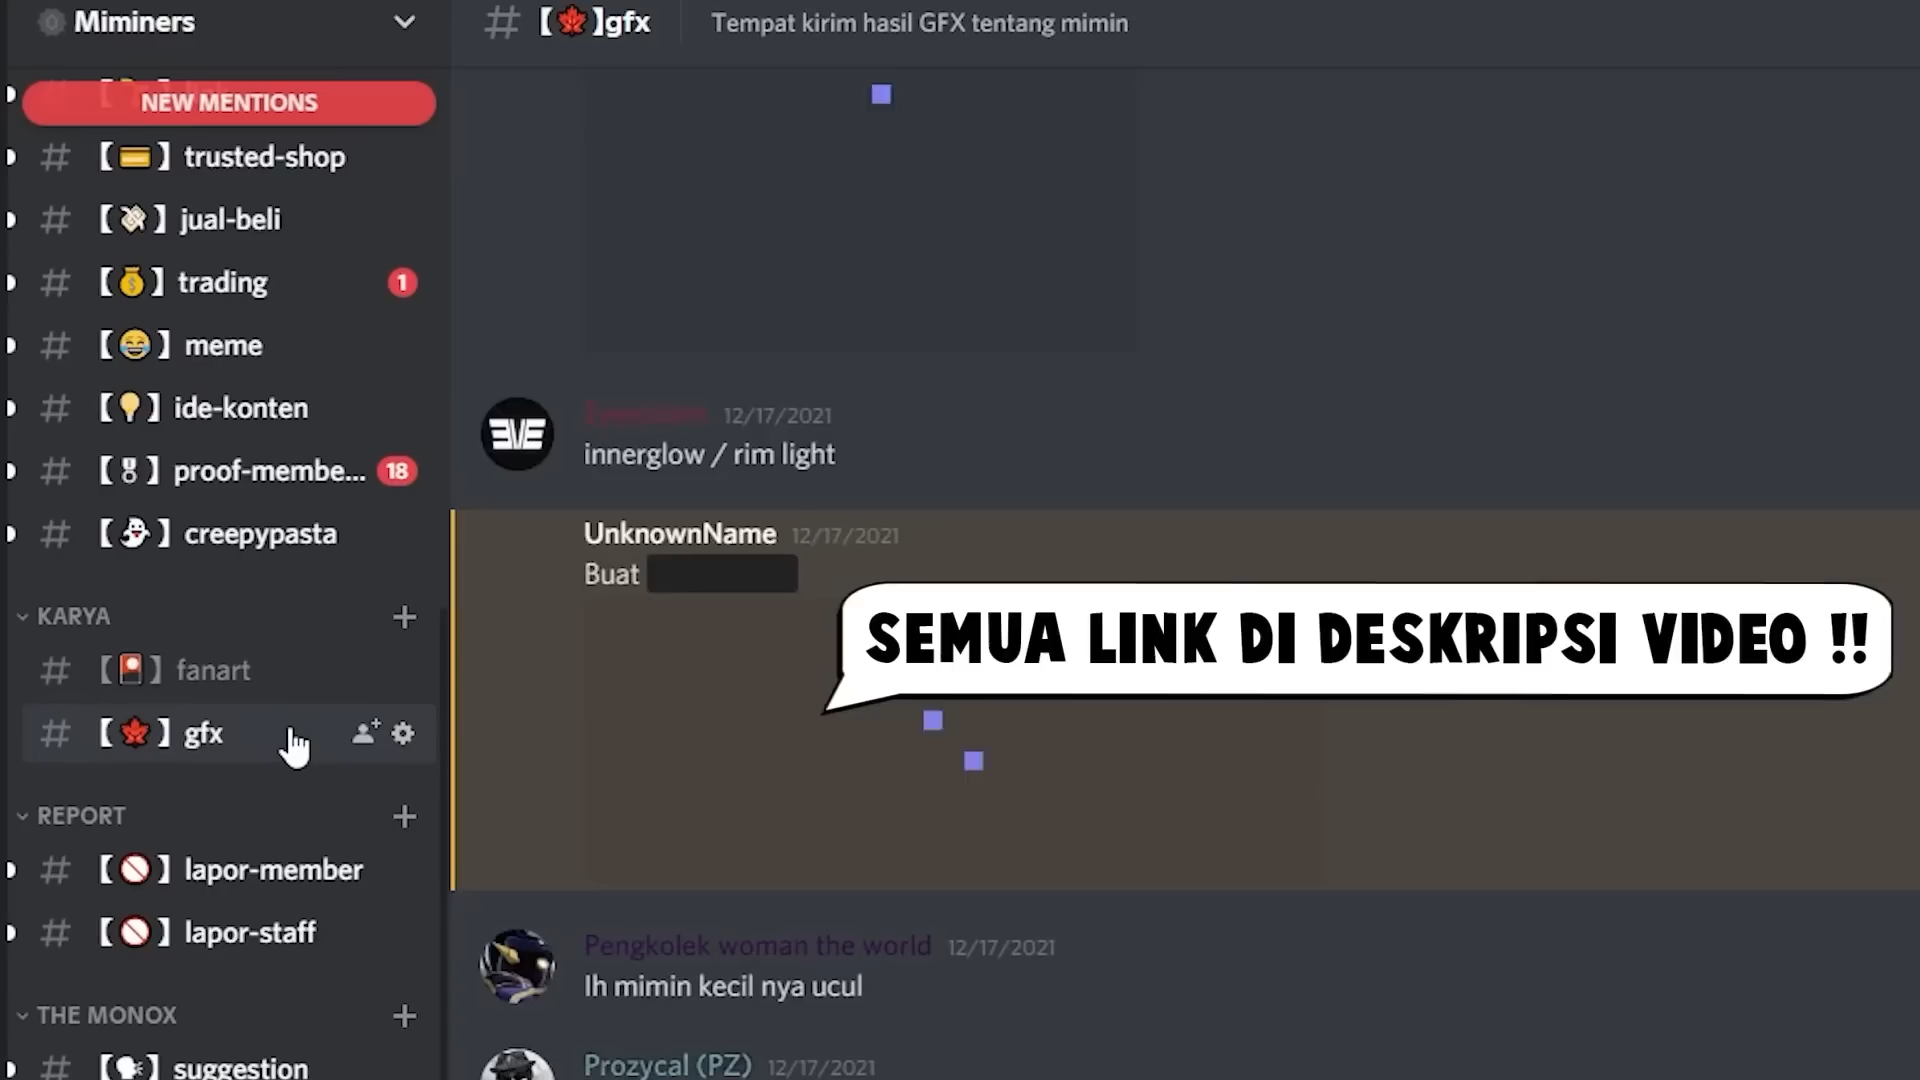 Miminers
NEW MENTIONS
# 【】 trusted-shop
# 【】 jual-beli
# 【】 trading 1
# 【】 meme
# 【】 ide-konten
# 【】 proof-membe... 18
# 【】 creepypasta
KARYA
# 【】 fanart
# 【】 gfx
REPORT
# 【】 lapor-member
# 【】 lapor-staff
THE MONOX
# 【】 suggestion
# 【🍁】gfx
Tempat kirim hasil GFX tentang mimin
12/17/2021
innerglow / rim light
UnknownName 12/17/2021
Buat
SEMUA LINK DI DESKRIPSI VIDEO !!
Pengkolek woman the world 12/17/2021
Ih mimin kecil nya ucul
Prozycal (PZ) 12/17/2021